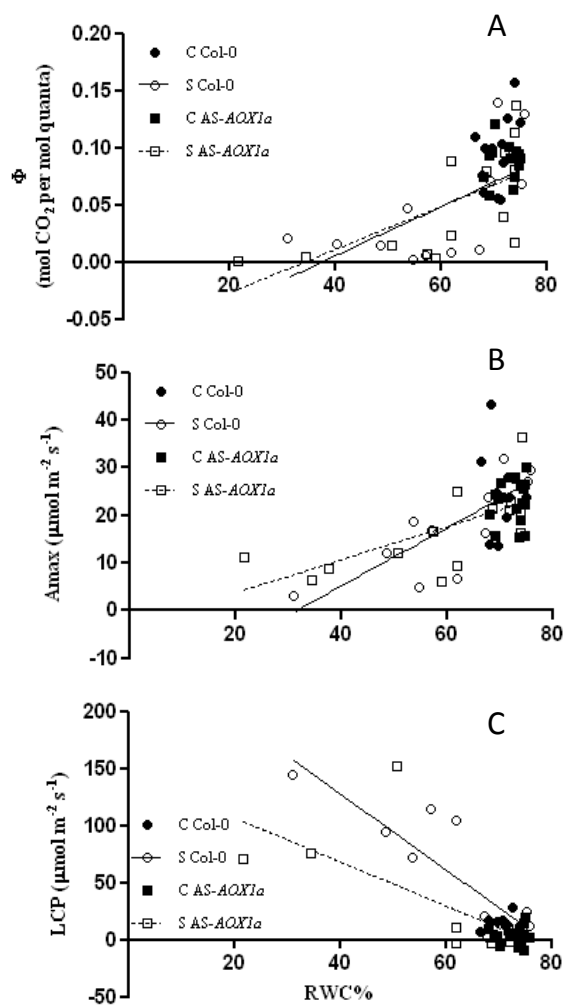 A
0.20
0.15
0.10
0.05
0.00
-0.05
Φ
(mol CO2 per mol quanta)
C Col-0
S Col-0
C AS-AOX1a
S AS-AOX1a
20 40 60 80
B
50
40
30
20
10
0
-10
Amax (µmol m-2 s-1)
C Col-0
S Col-0
C AS-AOX1a
S AS-AOX1a
20 40 60 80
C
200
150
100
50
0
-50
LCP (µmol m-2 s-1)
C Col-0
S Col-0
C AS-AOX1a
S AS-AOX1a
20 40 60 80
RWC%